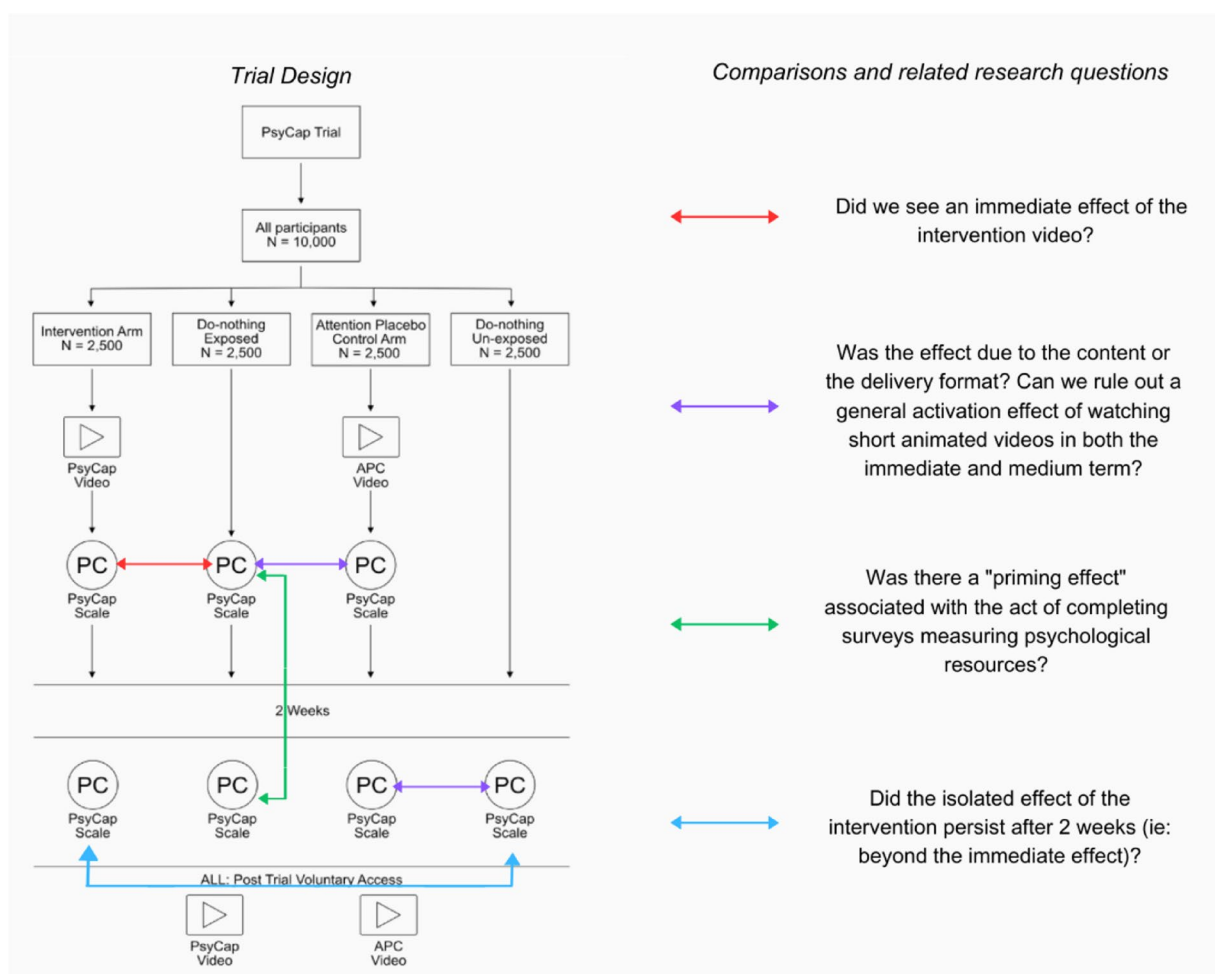 Trial Design
Comparisons and related research questions
PsyCap Trial
All participants
N = 10,000
Intervention Arm
N = 2,500
Do-nothing
Exposed
N = 2,500
Attention Placebo
Control Arm
N = 2,500
Do-nothing
Un-exposed
N = 2,500
PsyCap
Video
APC
Video
PC
PsyCap
Scale
PC
PsyCap
Scale
PC
PsyCap
Scale
2 Weeks
PC
PsyCap
Scale
PC
PsyCap
Scale
PC
PsyCap
Scale
PC
PsyCap
Scale
ALL: Post Trial Voluntary Access
PsyCap
Video
APC
Video
Did we see an immediate effect of the
intervention video?
Was the effect due to the content or
the delivery format? Can we rule out a
general activation effect of watching
short animated videos in both the
immediate and medium term?
Was there a "priming effect"
associated with the act of completing
surveys measuring psychological
resources?
Did the isolated effect of the
intervention persist after 2 weeks (ie:
beyond the immediate effect)?